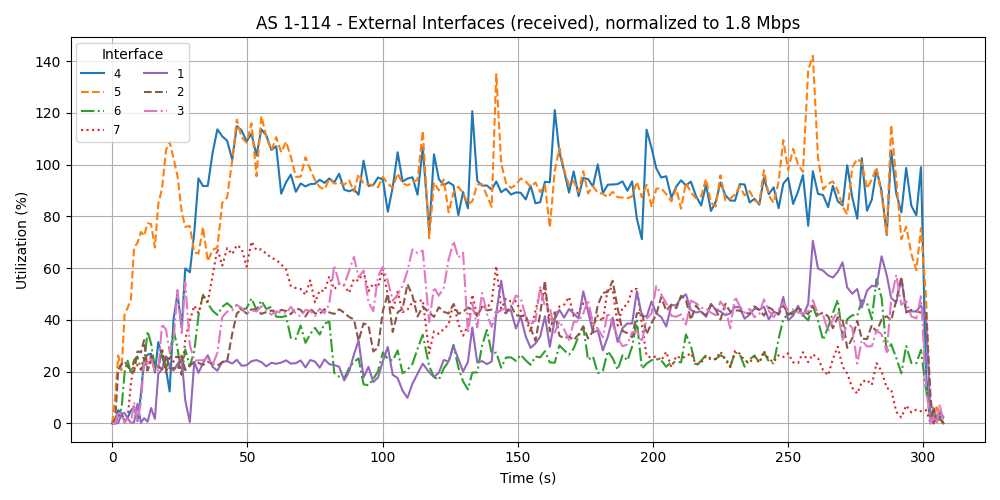 AS 1-114 - External Interfaces (received), normalized to 1.8 Mbps
Interface
4 1
5 2
6 3
7
Utilization (%)
140
120
100
80
60
40
20
0
0 50 100 150 200 250 300
Time (s)